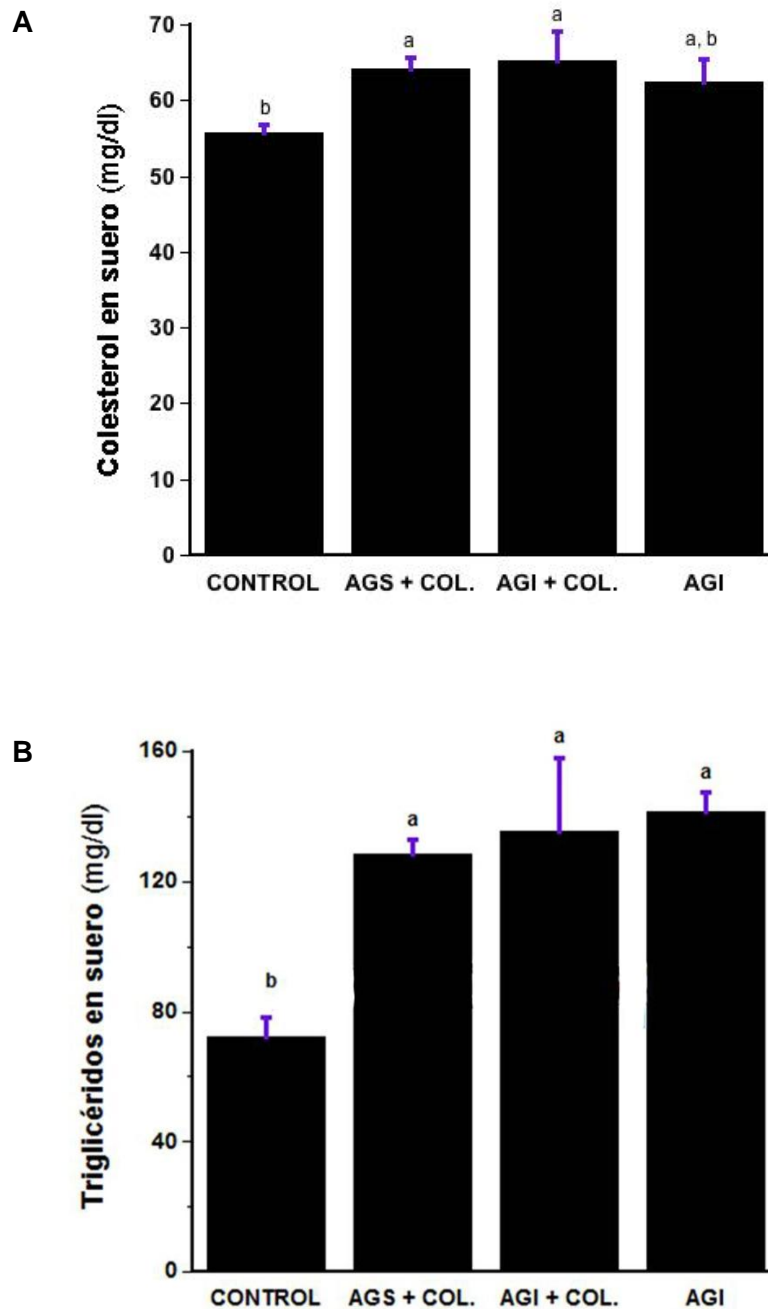 A
Colesterol en suero (mg/dl)
70
60
50
40
30
20
10
0
b
a
a
a, b
CONTROL
AGS + COL.
AGI + COL.
AGI
B
Triglicéridos en suero (mg/dl)
160
120
80
40
0
b
a
a
a
CONTROL
AGS + COL.
AGI + COL.
AGI